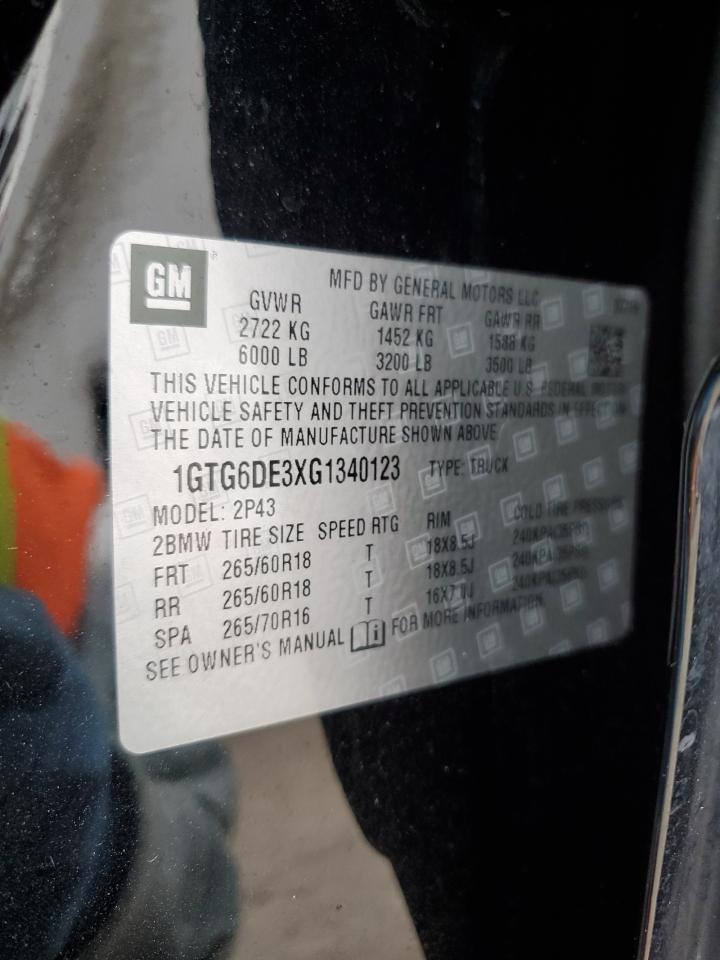 GM
MFD BY GENERAL MOTORS LLC
GVWR GAWR FRT GAWR RR
2722 KG 1452 KG 1588 KG
6000 LB 3200 LB 3500 LB
THIS VEHICLE CONFORMS TO ALL APPLICABLE U.S. FEDERAL MOTOR
VEHICLE SAFETY AND THEFT PREVENTION STANDARDS IN EFFECT ON
THE DATE OF MANUFACTURE SHOWN ABOVE.
1GTG6DE3XG1340123 TYPE: TRUCK
MODEL: 2P43
2BMW TIRE SIZE SPEED RTG RIM COLD TIRE PRESSURE
FRT 265/60R18 T 18X8.5J
RR 265/60R18 T 18X8.5J
SPA 265/70R16 T 16X7.0J
SEE OWNER'S MANUAL FOR MORE INFORMATION